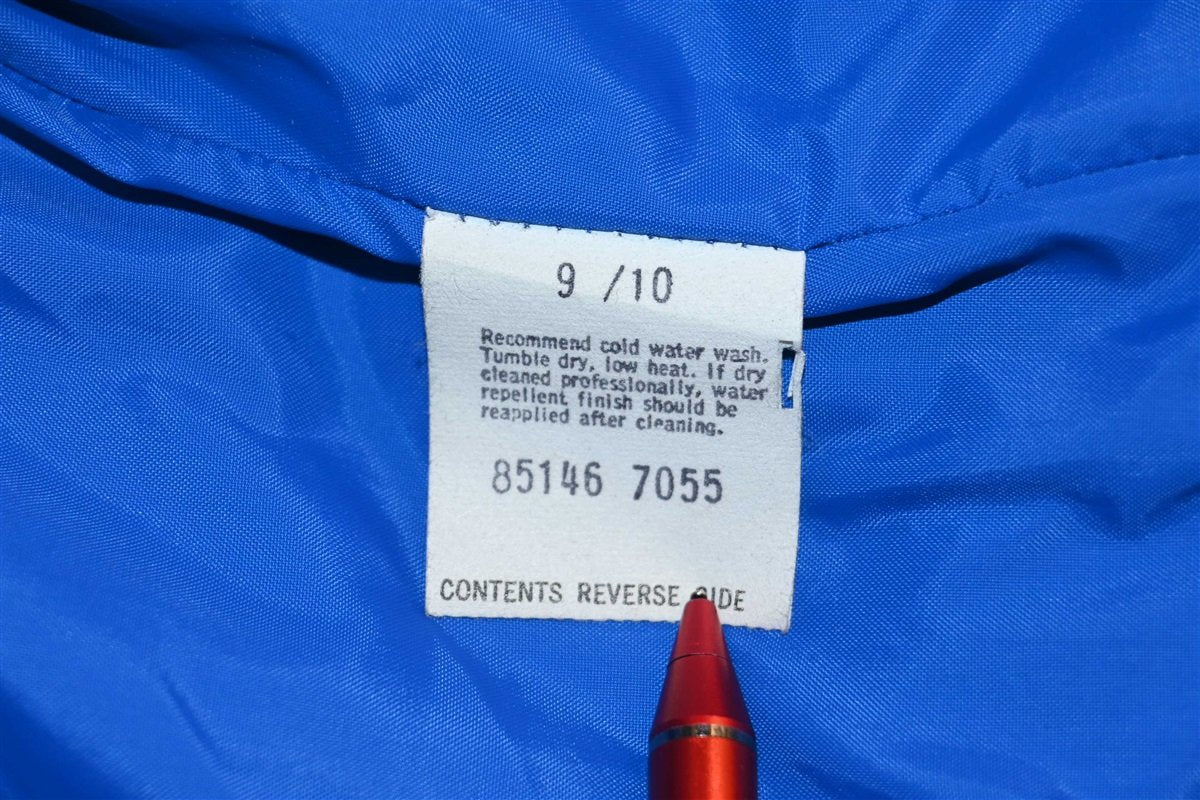 9 /10
Recommend cold water wash.
Tumble dry, low heat. If dry
cleaned professionally, water
repellent finish should be
reapplied after cleaning.
85146 7055
CONTENTS REVERSE SIDE